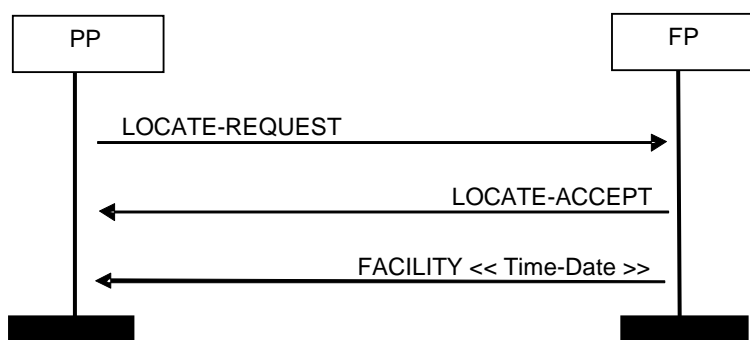 PP
FP
LOCATE-REQUEST
LOCATE-ACCEPT
FACILITY << Time-Date >>